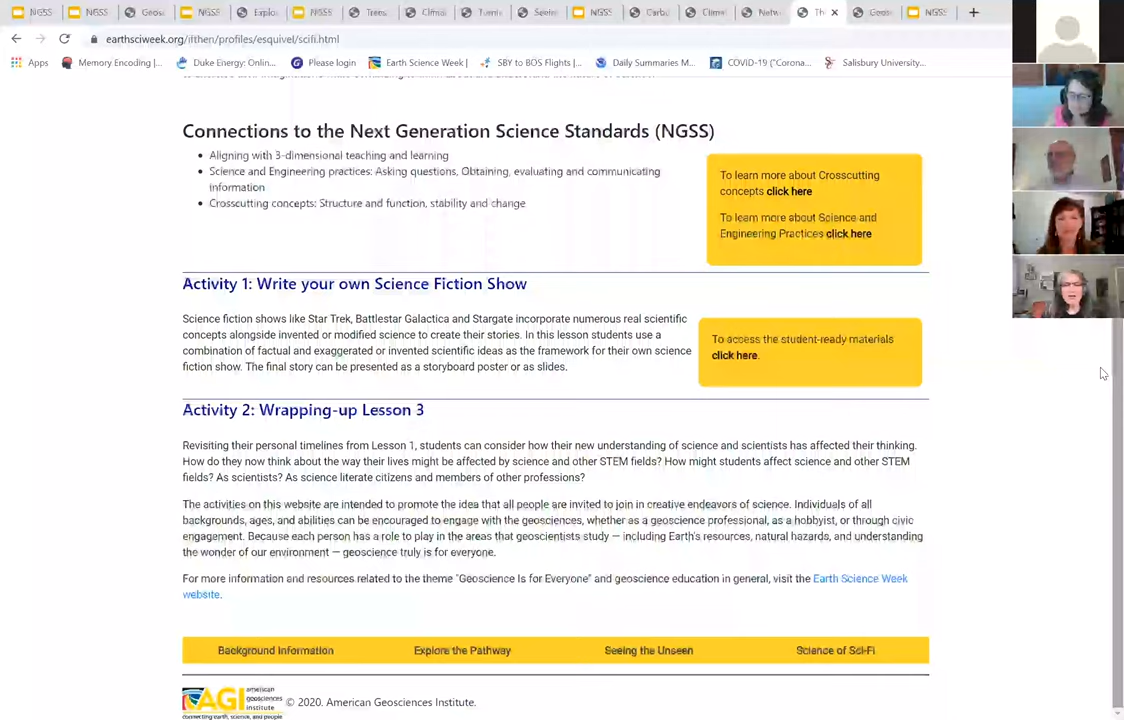 NGSS
NGSS
Geos
NGSS
Explo
NGSS
Trees
Climat
Turnin
Seein
NGSS
Carbo
Clime
Netw
Th
Geos
NGSS
earthsciweek.org/ifthen/profiles/esquivel/scifi.html
Apps
Memory Encoding |...
Duke Energy: Onlin...
Please login
Earth Science Week |
SBY to BOS Flights |...
Daily Summaries M...
COVID-19 ("Corona...
Salisbury University...
Connections to the Next Generation Science Standards (NGSS)
Aligning with 3-dimensional teaching and learning
Science and Engineering practices: Asking questions, Obtaining, evaluating and communicating
information
Crosscutting concepts: Structure and function, stability and change
To learn more about Crosscutting
concepts click here
To learn more about Science and
Engineering Practices click here
Activity 1: Write your own Science Fiction Show
Science fiction shows like Star Trek, Battlestar Galactica and Stargate incorporate numerous real scientific
concepts alongside invented or modified science to create their stories. In this lesson students use a
combination of factual and exaggerated or invented scientific ideas as the framework for their own science
fiction show. The final story can be presented as a storyboard poster or as slides.
To access the student-ready materials
click here.
Activity 2: Wrapping-up Lesson 3
Revisiting their personal timelines from Lesson 1, students can consider how their new understanding of science and scientists has affected their thinking.
How do they now think about the way their lives might be affected by science and other STEM fields? How might students affect science and other STEM
fields? As scientists? As science literate citizens and members of other professions?
The activities on this website are intended to promote the idea that all people are invited to join in creative endeavors of science. Individuals of all
backgrounds, ages, and abilities can be encouraged to engage with the geosciences, whether as a geoscience professional, as a hobbyist, or through civic
engagement. Because each person has a role to play in the areas that geoscientists study — including Earth's resources, natural hazards, and understanding
the wonder of our environment — geoscience truly is for everyone.
For more information and resources related to the theme "Geoscience Is for Everyone" and geoscience education in general, visit the Earth Science Week
website.
Background Information
Explore the Pathway
Seeing the Unseen
Science of Sci-Fi
AGI american
geosciences
institute
connecting earth, science, and people
© 2020. American Geosciences Institute.